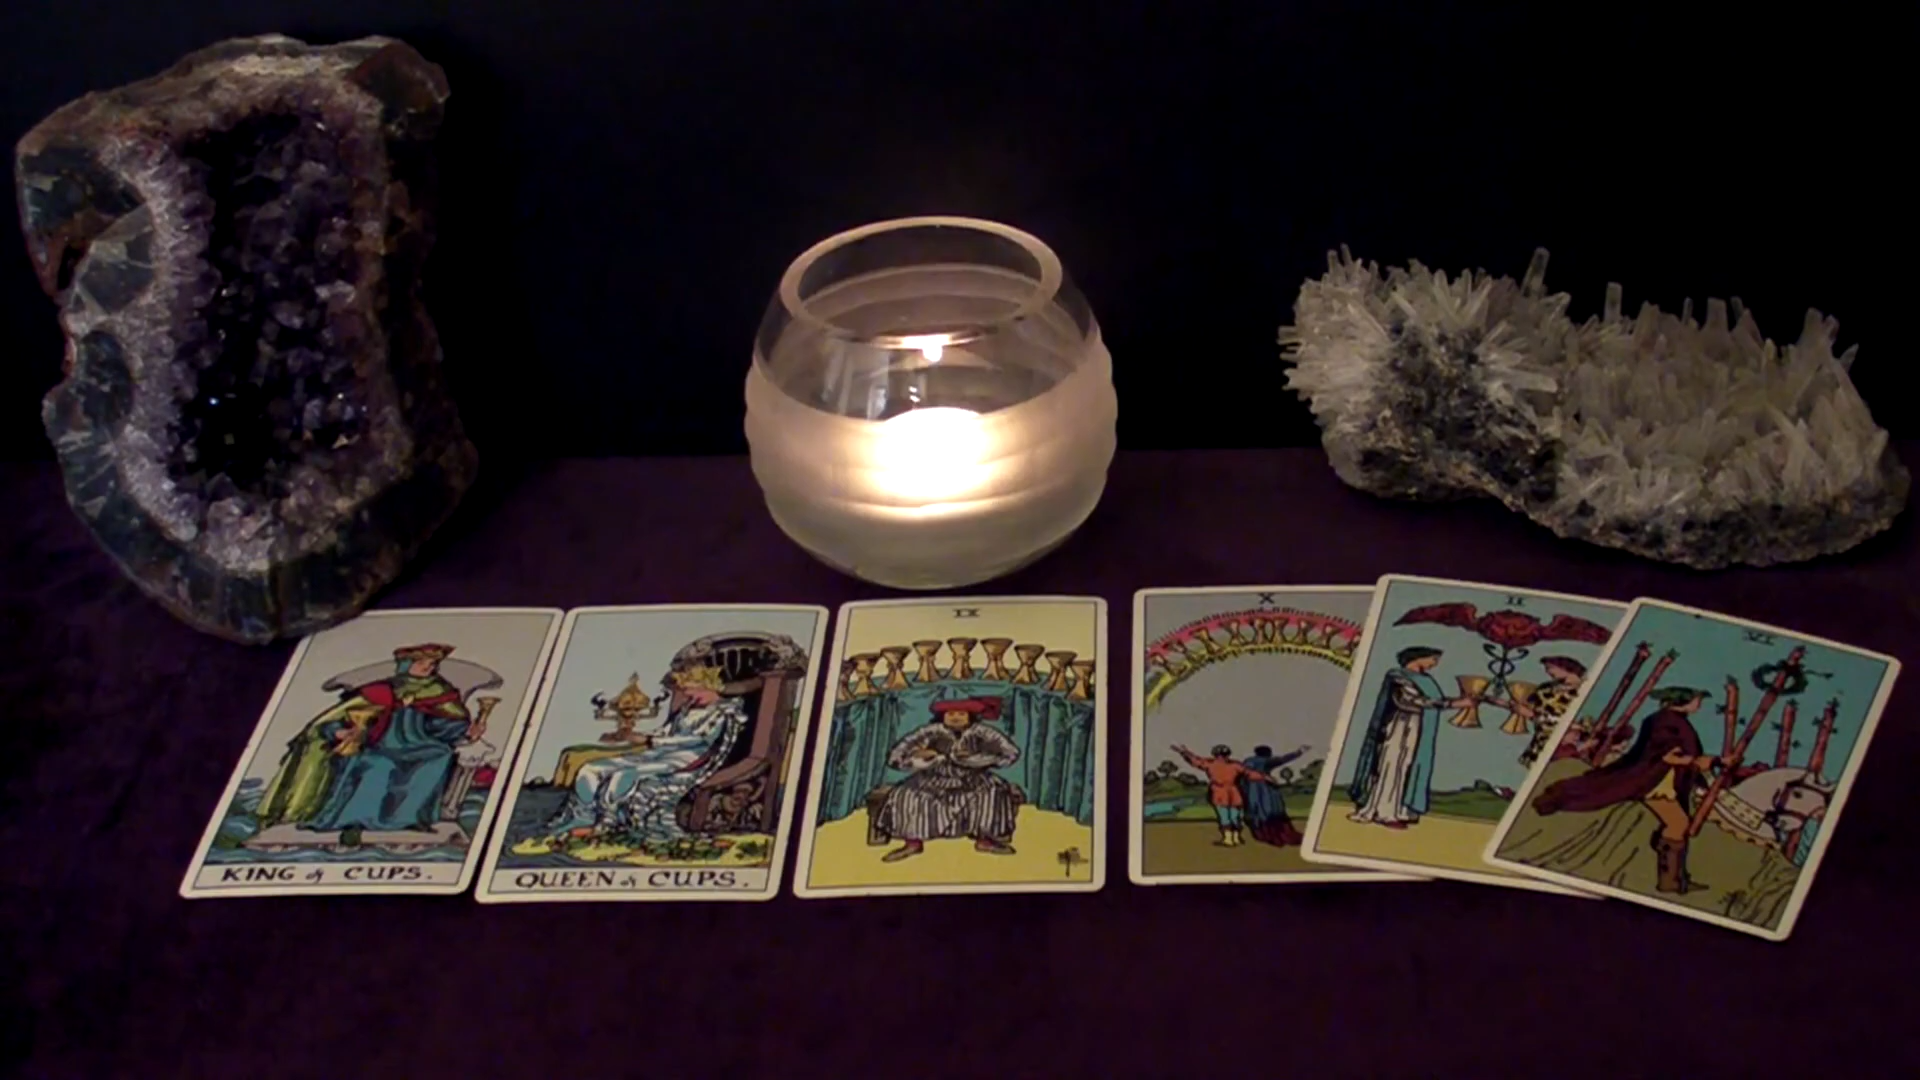 KING of CUPS.
QUEEN of CUPS.
IX
X
II
VI